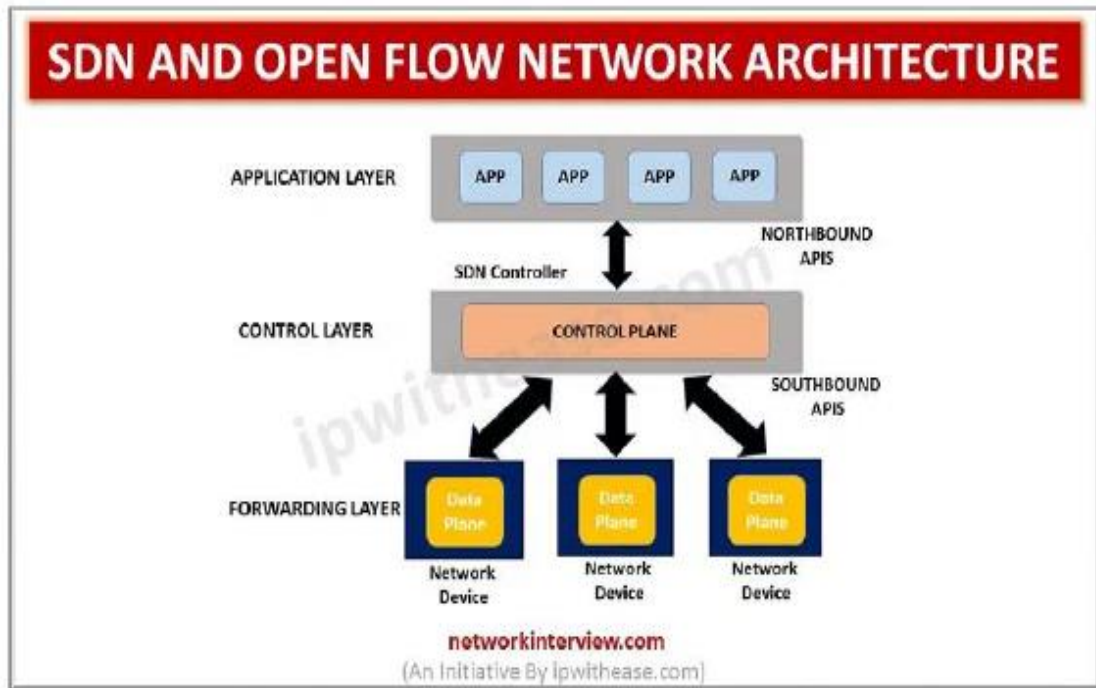 SDN AND OPEN FLOW NETWORK ARCHITECTURE
APPLICATION LAYER
APP APP APP APP
NORTHBOUND
APIS
SDN Controller
CONTROL LAYER
CONTROL PLANE
SOUTHBOUND
APIS
FORWARDING LAYER
Data
Plane
Data
Plane
Data
Plane
Network
Device
Network
Device
Network
Device
ipwithease.com
networkinterview.com
(An Initiative By ipwithease.com)